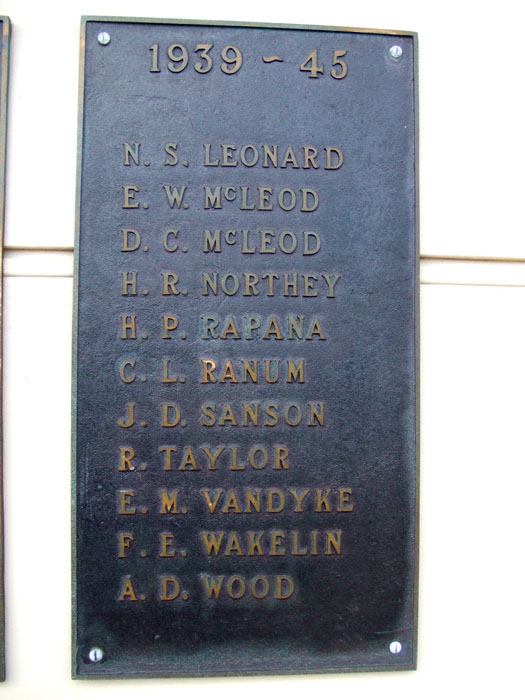 1939 ~ 45
N. S. LEONARD
E. W. McLEOD
D. C. McLEOD
H. R. NORTHEY
H. P. RAPANA
C. L. RANUM
J. D. SANSON
R. TAYLOR
E. M. VANDYKE
F. E. WAKELIN
A. D. WOOD